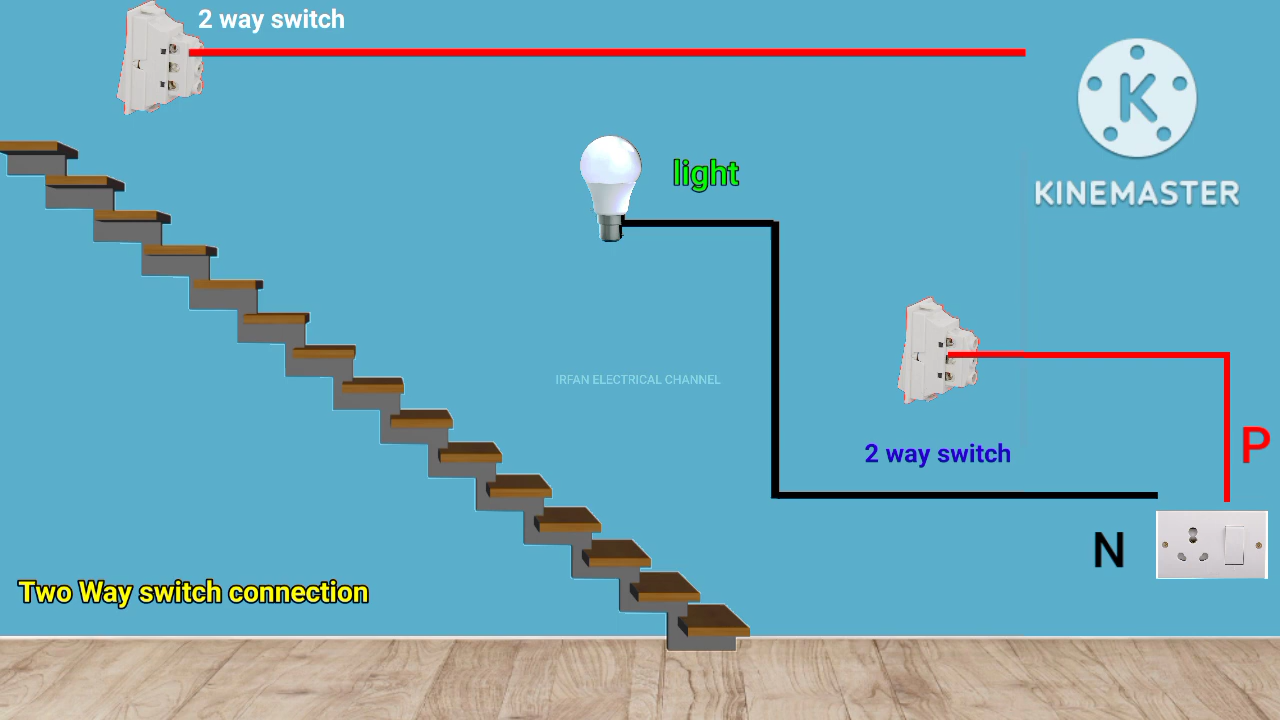 2 way switch
K
KINEMASTER
light
IRFAN ELECTRICAL CHANNEL
P
2 way switch
N
Two Way switch connection